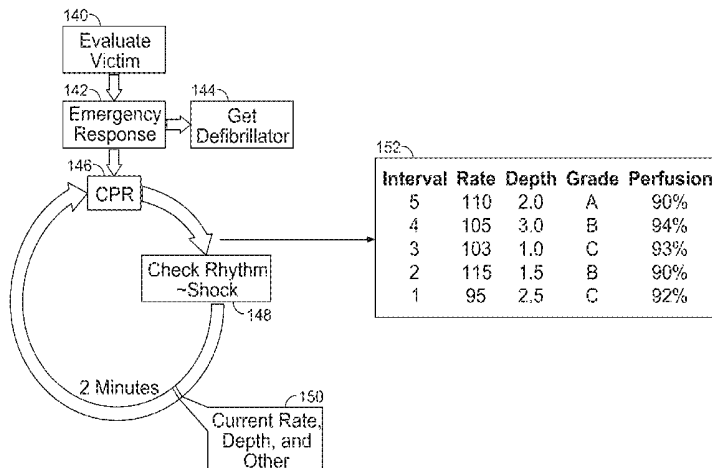 140
Evaluate
Victim
142
Emergency
Response
144
Get
Defibrillator
146
CPR
Check Rhythm
~Shock
148
2 Minutes
150
Current Rate,
Depth, and
Other
152
Interval Rate Depth Grade Perfusion
5 110 2.0 A 90%
4 105 3.0 B 94%
3 103 1.0 C 93%
2 115 1.5 B 90%
1 95 2.5 C 92%